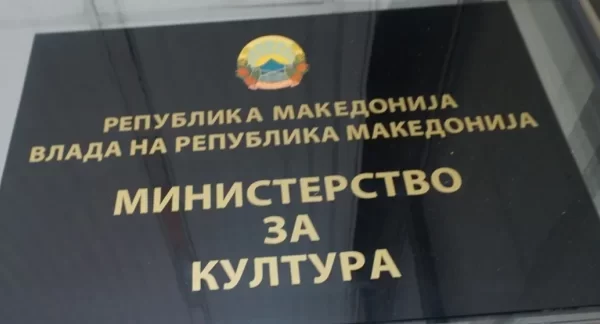 РЕПУБЛИКА МАКЕДОНИЈА
ВЛАДА НА РЕПУБЛИКА МАКЕДОНИЈА
МИНИСТЕРСТВО
ЗА
КУЛТУРА